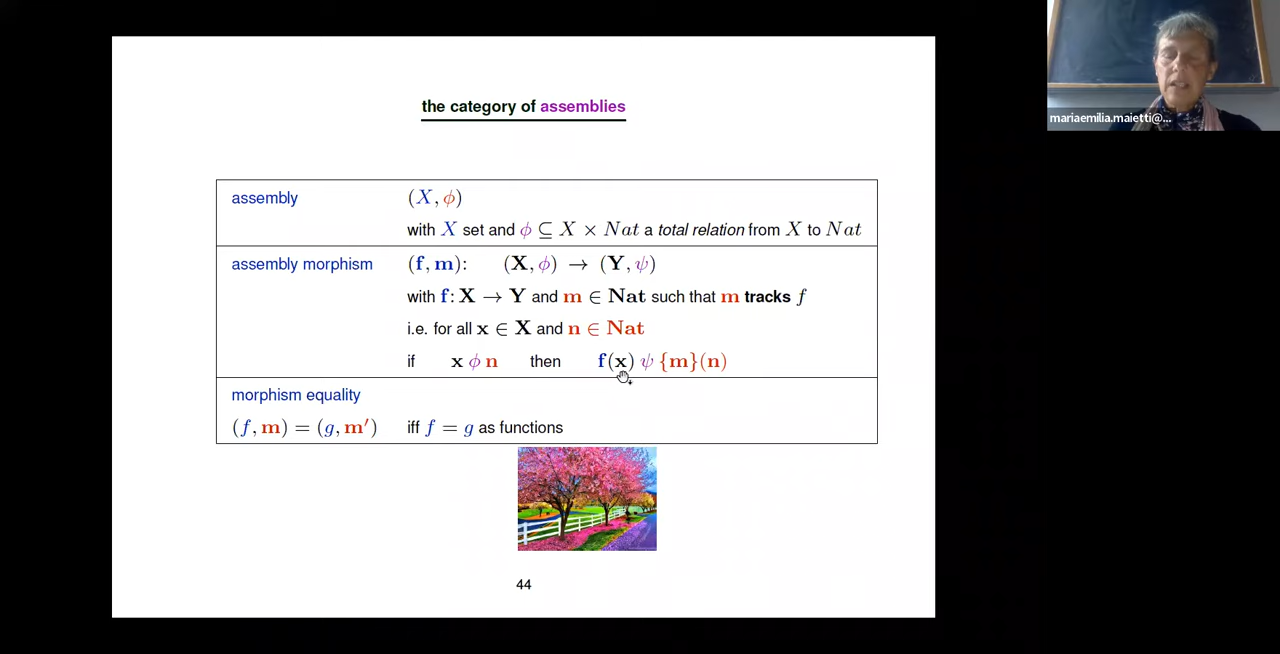 the category of assemblies
assembly (X, ϕ)
with X set and ϕ ⊆ X × Nat a total relation from X to Nat
assembly morphism (f, m): (X, ϕ) → (Y, ψ)
with f: X → Y and m ∈ Nat such that m tracks f
i.e. for all x ∈ X and n ∈ Nat
if x ϕ n then f(x) ψ {m}(n)
morphism equality
(f, m) = (g, m′) iff f = g as functions
44
mariaemilia.maietti@...